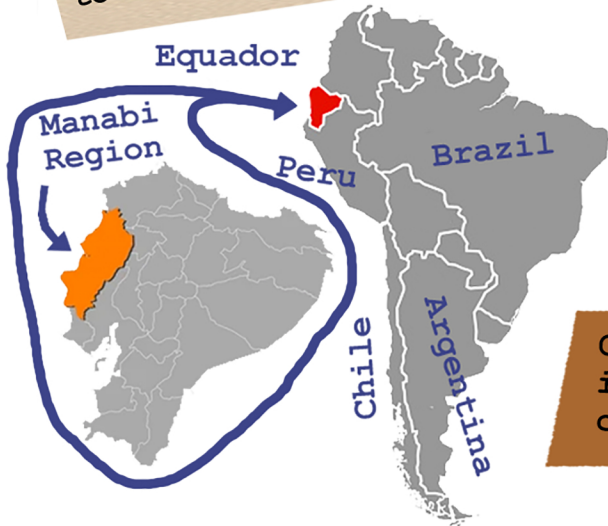 Equador
Manabi
Region
Peru
Brazil
Chile
Argentina